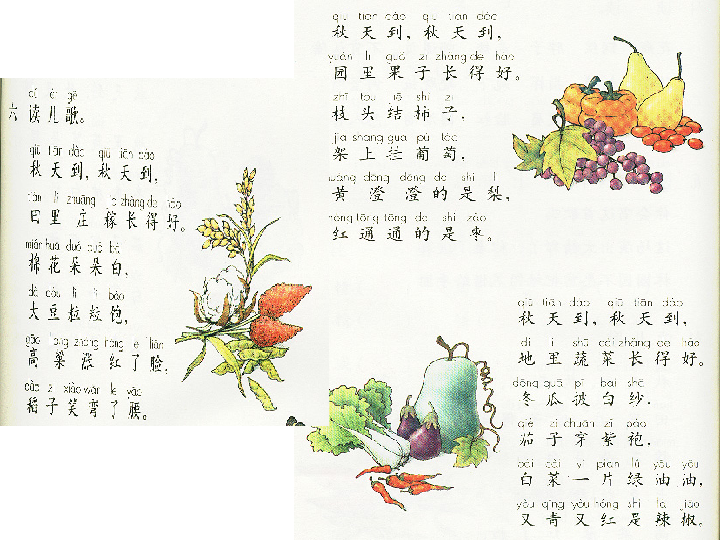 dú ér gē
六 读儿歌。
qiū tiān dào qiū tiān dào
秋天到，秋天到，
tián lǐ zhuāng jia zhǎng de hǎo
田里庄稼长得好。
mián huā duǒ duǒ bái
棉花朵朵白，
dà dòu lì lì bǎo
大豆粒粒饱，
gāo liang zhǎng hóng le liǎn
高粱涨红了脸，
dào zi xiào wān le yāo
稻子笑弯了腰。
qiū tiān dào qiū tiān dào
秋天到，秋天到，
yuán lǐ guǒ zi zhǎng de hǎo
园里果子长得好。
zhī tóu jiē shì zi
枝头结柿子，
jià shang guà pú táo
架上挂葡萄，
huáng dēng dēng de shì lí
黄澄澄的是梨，
hóng tōng tōng de shì zǎo
红通通的是枣。
qiū tiān dào qiū tiān dào
秋天到，秋天到，
dì lǐ shū cài zhǎng de hǎo
地里蔬菜长得好。
dōng guā pī bái shā
冬瓜披白纱，
qié zi chuān zǐ páo
茄子穿紫袍，
bái cài yí piàn lǜ yóu yóu
白菜一片绿油油，
yòu qīng yòu hóng shì là jiāo
又青又红是辣椒。